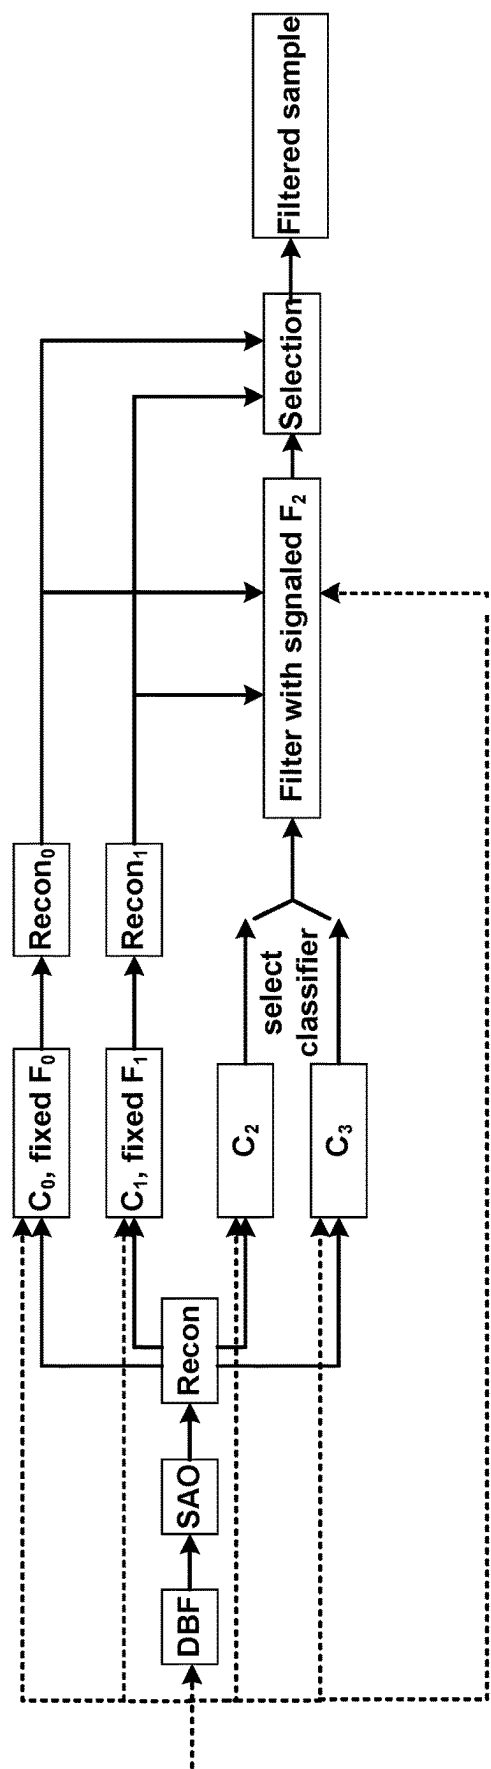 DBF
SAO
Recon
C₀, fixed F₀
C₁, fixed F₁
C₂
C₃
Recon₀
Recon₁
select
classifier
Filter with signaled F₂
Selection
Filtered sample